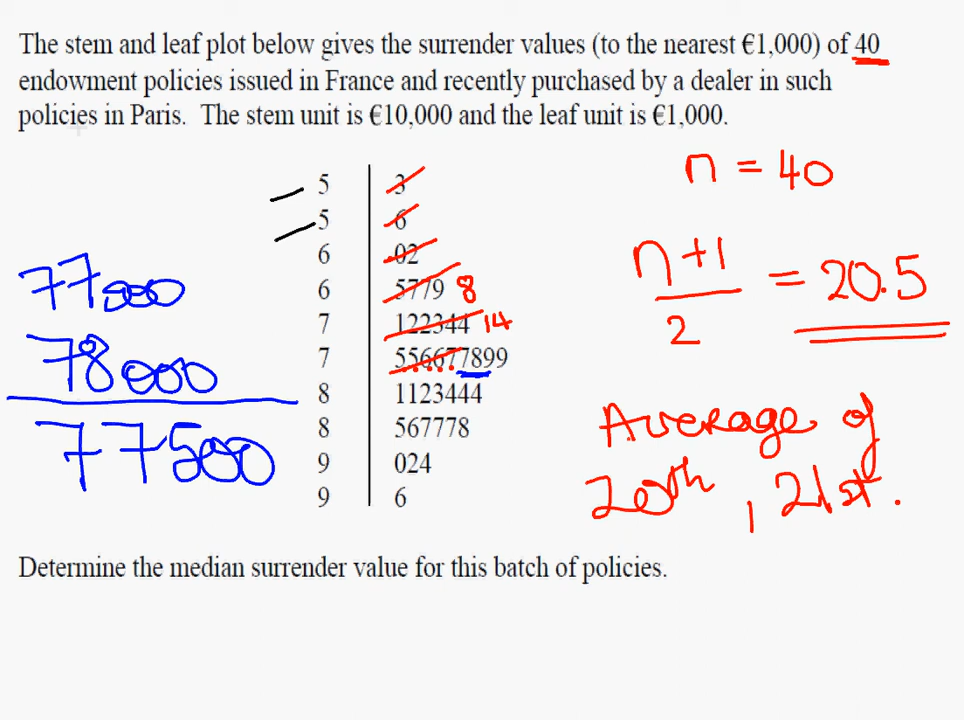 The stem and leaf plot below gives the surrender values (to the nearest €1,000) of 40
endowment policies issued in France and recently purchased by a dealer in such
policies in Paris. The stem unit is €10,000 and the leaf unit is €1,000.
n = 40
5 3
5 6
6 02
6 5779 8
7 122344 14
7 5566777899
8 1123444
8 567778
9 024
9 6
n+1
2
= 20.5
77000
78000
77500
Average of
20th , 21st.
Determine the median surrender value for this batch of policies.